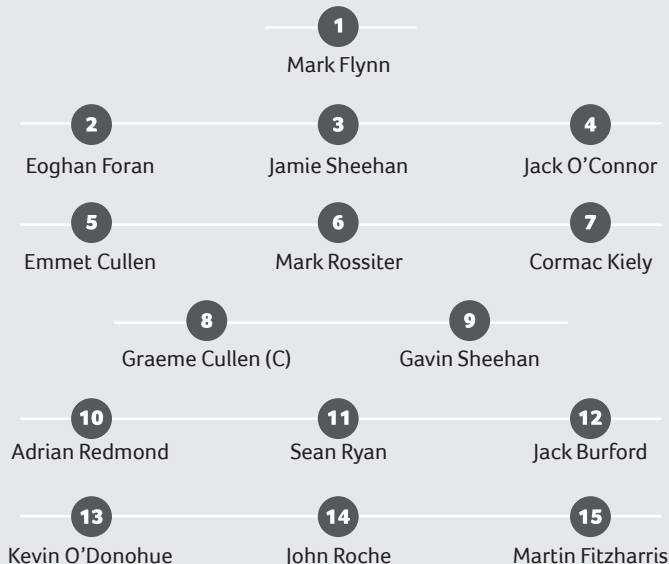 1
Mark Flynn
2 3 4
Eoghan Foran Jamie Sheehan Jack O’Connor
5 6 7
Emmet Cullen Mark Rossiter Cormac Kiely
8 9
Graeme Cullen (C) Gavin Sheehan
10 11 12
Adrian Redmond Sean Ryan Jack Burford
13 14 15
Kevin O’Donohue John Roche Martin Fitzharris